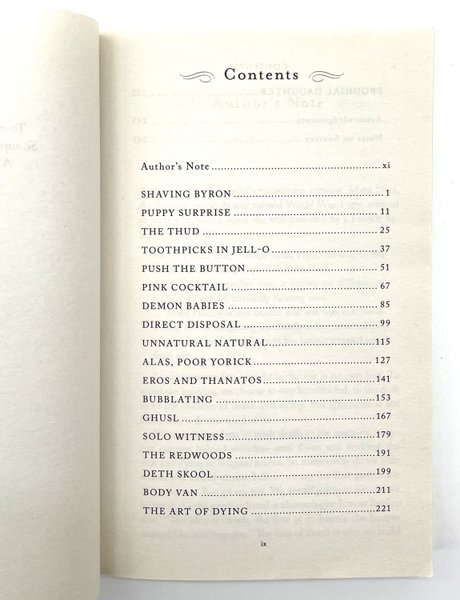 Contents
Author's Note ... xi
SHAVING BYRON ... 1
PUPPY SURPRISE ... 11
THE THUD ... 25
TOOTHPICKS IN JELL-O ... 37
PUSH THE BUTTON ... 51
PINK COCKTAIL ... 67
DEMON BABIES ... 85
DIRECT DISPOSAL ... 99
UNNATURAL NATURAL ... 115
ALAS, POOR YORICK ... 127
EROS AND THANATOS ... 141
BUBBLATING ... 153
GHUSL ... 167
SOLO WITNESS ... 179
THE REDWOODS ... 191
DETH SKOOL ... 199
BODY VAN ... 211
THE ART OF DYING ... 221
ix